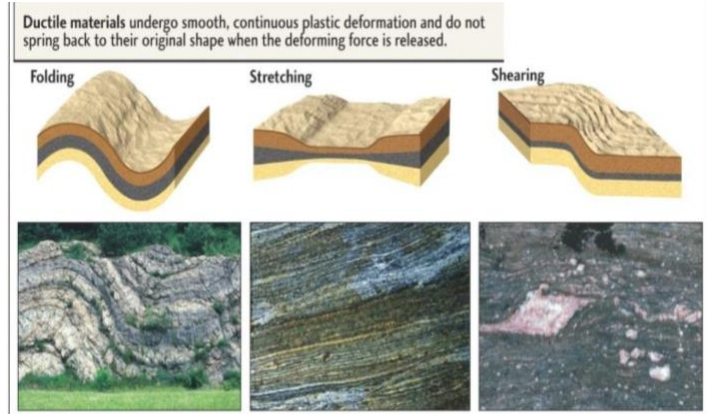 Ductile materials undergo smooth, continuous plastic deformation and do not
spring back to their original shape when the deforming force is released.
Folding
Stretching
Shearing